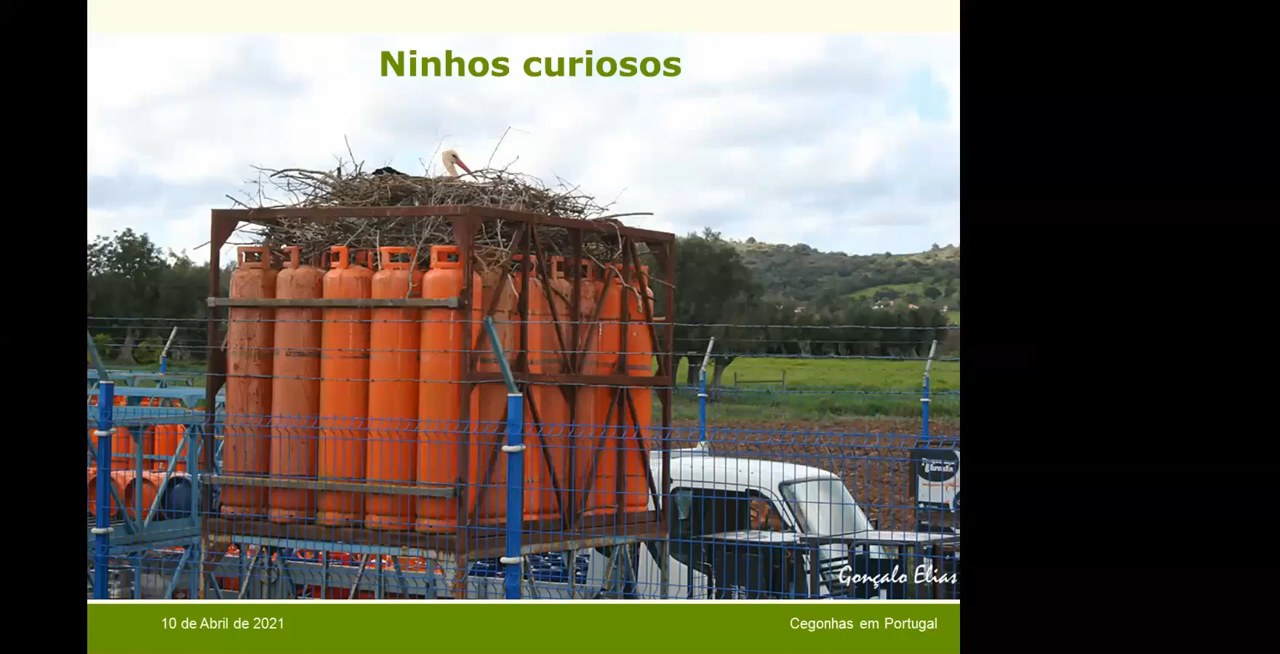 Ninhos curiosos
Gonçalo Elias
10 de Abril de 2021
Cegonhas em Portugal